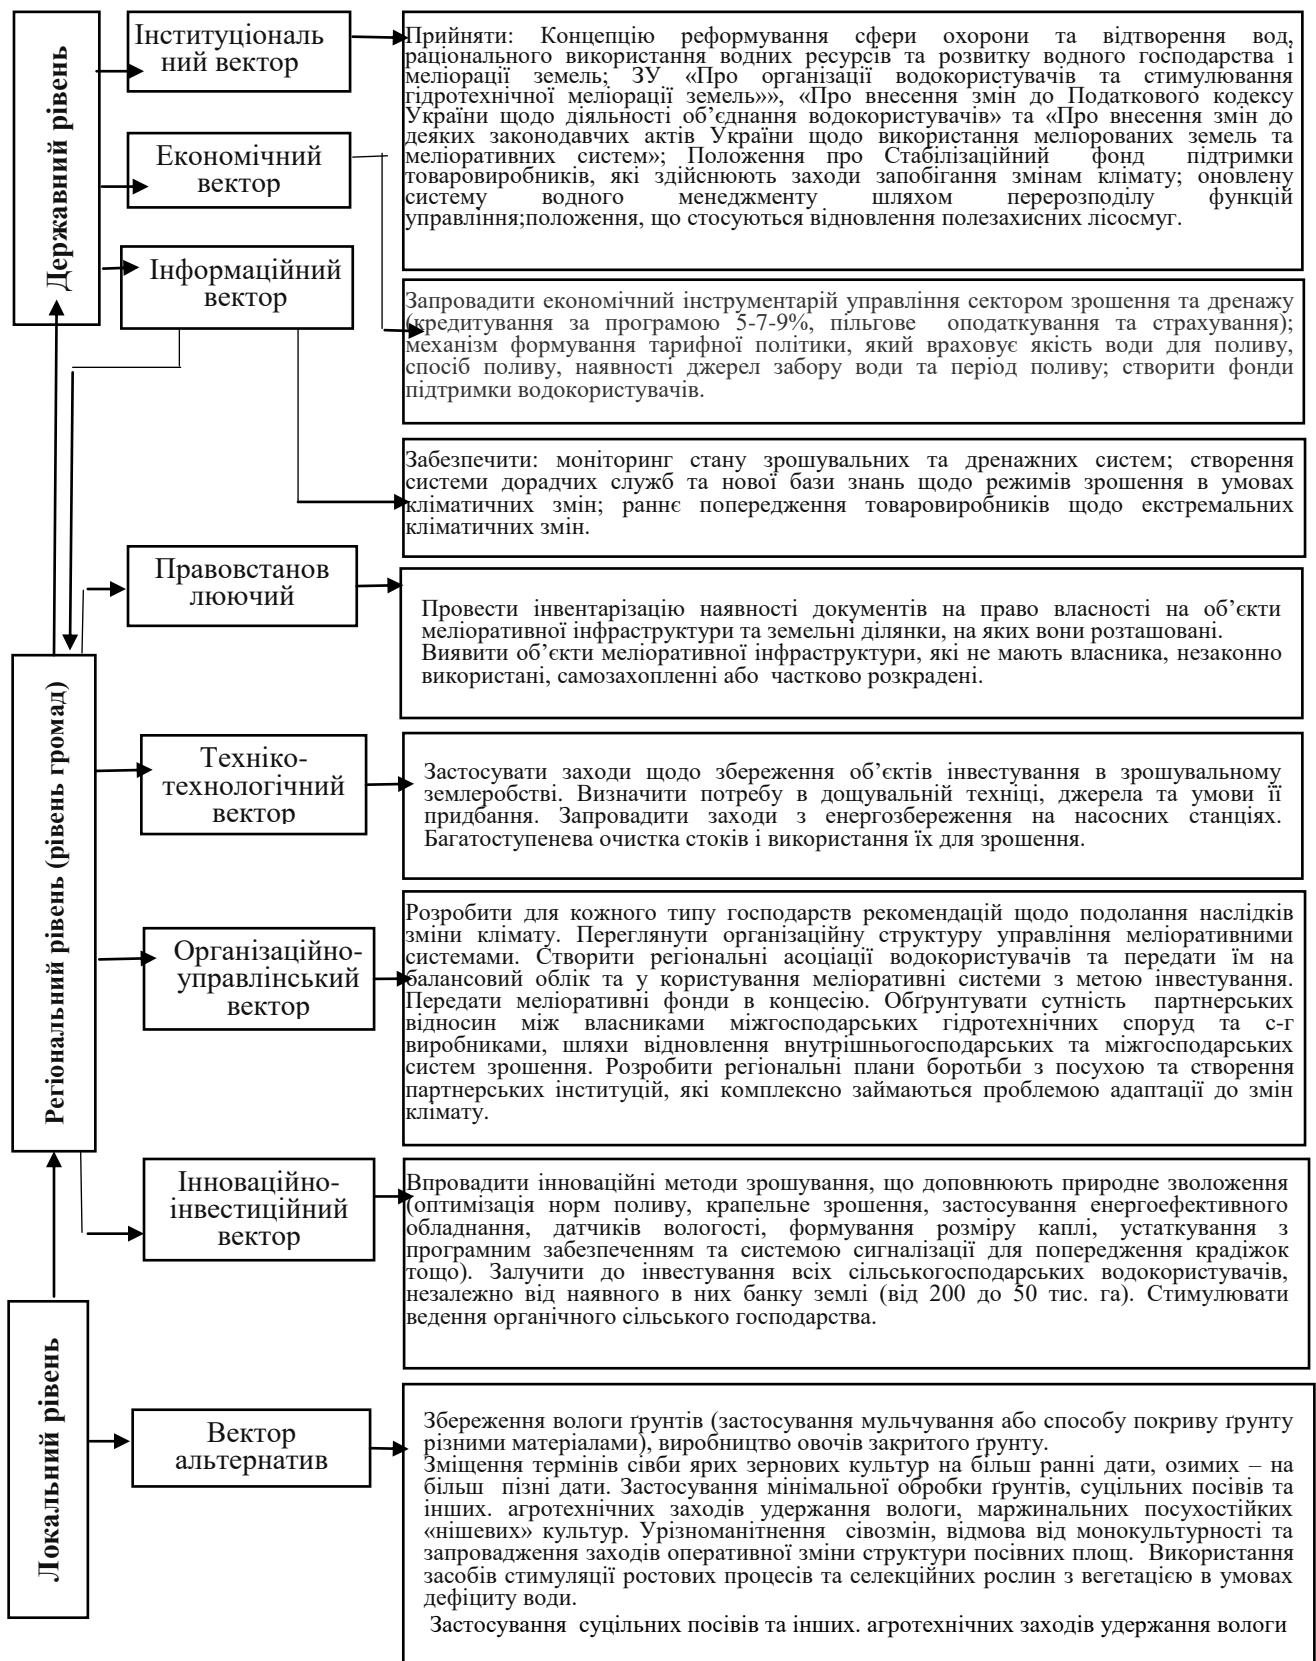 Державний рівень
Інституціональ
ний вектор
Прийняти: Концепцію реформування сфери охорони та відтворення вод,
раціонального використання водних ресурсів та розвитку водного господарства і
меліорації земель; ЗУ «Про організації водокористувачів та стимулювання
гідротехнічної меліорації земель»», «Про внесення змін до Податкового кодексу
України щодо діяльності об’єднання водокористувачів» та «Про внесення змін до
деяких законодавчих актів України щодо використання меліорованих земель та
меліоративних систем»; Положення про Стабілізаційний фонд підтримки
товаровиробників, які здійснюють заходи запобігання змінам клімату; оновлену
систему водного менеджменту шляхом перерозподілу функцій
управління;положення, що стосуються відновлення полезахисних лісосмуг.
Економічний
вектор
Запровадити економічний інструментарій управління сектором зрошення та дренажу
(кредитування за програмою 5-7-9%, пільгове оподаткування та страхування);
механізм формування тарифної політики, який враховує якість води для поливу,
спосіб поливу, наявності джерел забору води та період поливу; створити фонди
підтримки водокористувачів.
Інформаційний
вектор
Забезпечити: моніторинг стану зрошувальних та дренажних систем; створення
системи дорадчих служб та нової бази знань щодо режимів зрошення в умовах
кліматичних змін; раннє попередження товаровиробників щодо екстремальних
кліматичних змін.
Регіональний рівень (рівень громад)
Правовстанов
люючий
Провести інвентарізацію наявності документів на право власності на об’єкти
меліоративної інфраструктури та земельні ділянки, на яких вони розташовані.
Виявити об’єкти меліоративної інфраструктури, які не мають власника, незаконно
використані, самозахопленні або частково розкрадені.
Техніко-
технологічний
вектор
Застосувати заходи щодо збереження об’єктів інвестування в зрошувальному
землеробстві. Визначити потребу в дощувальній техніці, джерела та умови її
придбання. Запровадити заходи з енергозбереження на насосних станціях.
Багатоступенева очистка стоків і використання їх для зрошення.
Організаційно-
управлінський
вектор
Розробити для кожного типу господарств рекомендацій щодо подолання наслідків
зміни клімату. Переглянути організаційну структуру управління меліоративними
системами. Створити регіональні асоціації водокористувачів та передати їм на
балансовий облік та у користування меліоративні системи з метою інвестування.
Передати меліоративні фонди в концесію. Обґрунтувати сутність партнерських
відносин між власниками міжгосподарських гідротехнічних споруд та с-г
виробниками, шляхи відновлення внутрішньогосподарських та міжгосподарських
систем зрошення. Розробити регіональні плани боротьби з посухою та створення
партнерських інституцій, які комплексно займаються проблемою адаптації до змін
клімату.
Інноваційно-
інвестиційний
вектор
Впровадити інноваційні методи зрошування, що доповнюють природне зволоження
(оптимізація норм поливу, крапельне зрошення, застосування енергоефективного
обладнання, датчиків вологості, формування розміру каплі, устаткування з
програмним забезпеченням та системою сигналізації для попередження крадіжок
тощо). Залучити до інвестування всіх сільськогосподарських водокористувачів,
незалежно від наявного в них банку землі (від 200 до 50 тис. га). Стимулювати
ведення органічного сільського господарства.
Локальний рівень
Вектор
альтернатив
Збереження вологи ґрунтів (застосування мульчування або способу покриву ґрунту
різними матеріалами), виробництво овочів закритого ґрунту.
Зміщення термінів сівби ярих зернових культур на більш ранні дати, озимих – на
більш пізні дати. Застосування мінімальної обробки ґрунтів, суцільних посівів та
інших. агротехнічних заходів удержання вологи, маржинальних посухостійких
«нішевих» культур. Урізноманітнення сівозмін, відмова від монокультурності та
запровадження заходів оперативної зміни структури посівних площ. Використання
засобів стимуляції ростових процесів та селекційних рослин з вегетацією в умовах
дефіциту води.
Застосування суцільних посівів та інших. агротехнічних заходів удержання вологи